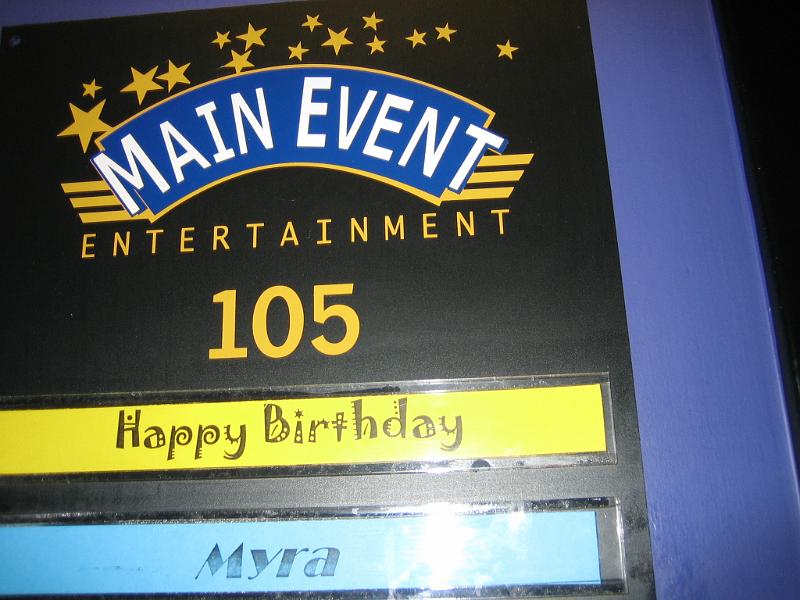 MAIN EVENT
ENTERTAINMENT
105
Happy Birthday
Myra